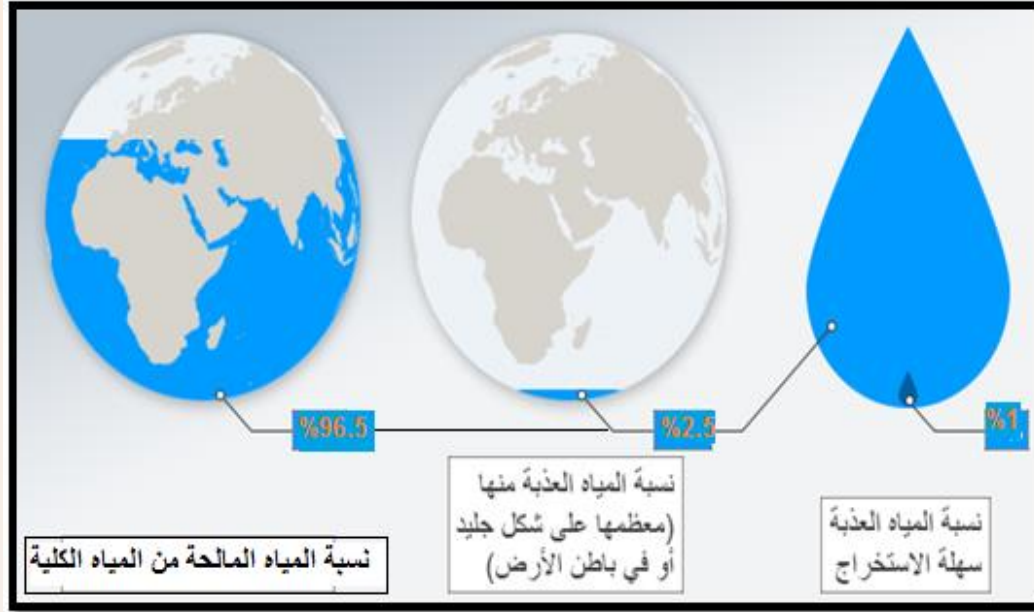 %96.5
%2.5
%1
نسبة المياه المالحة من المياه الكلية
نسبة المياه العذبة منها
(معظمها على شكل جليد
أو في باطن الأرض)
نسبة المياه العذبة
سهلة الاستخراج